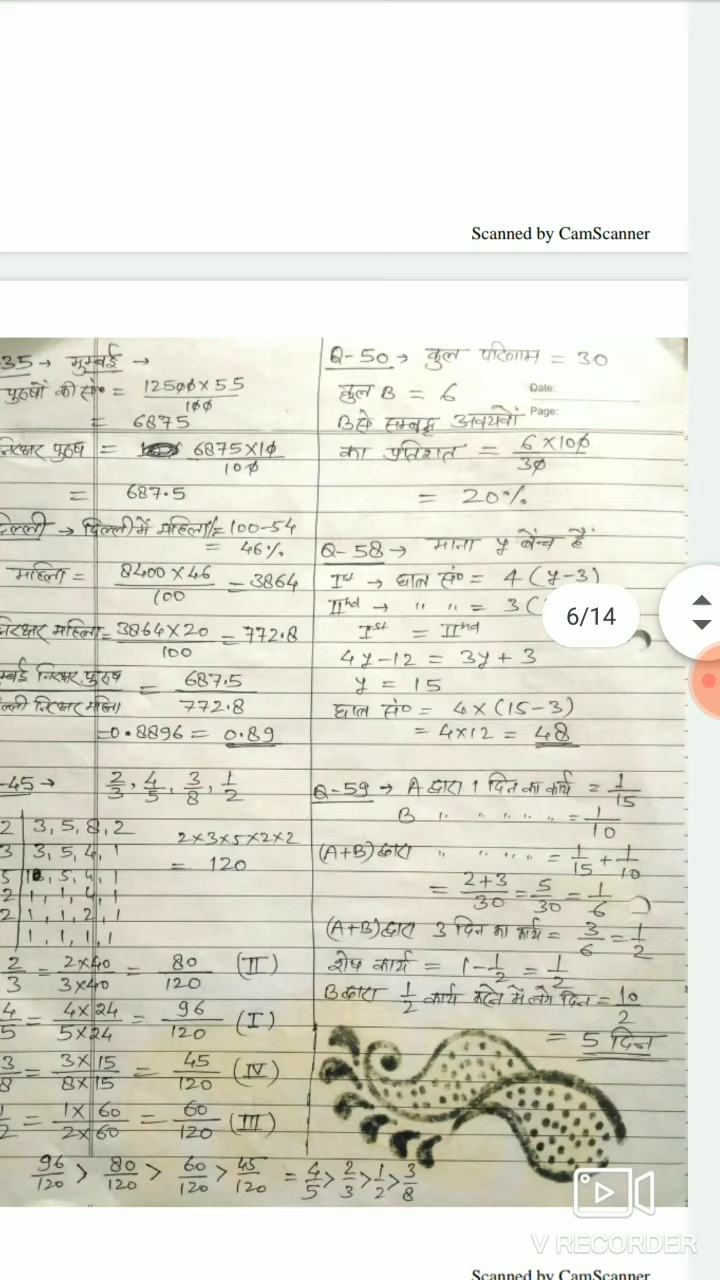 Scanned by CamScanner
35 → मुम्बई →
पुरुषों की सं० = 12500×55
100
= 6875
निरक्षर पुरुष = 6875×10
100
= 687.5
दिल्ली → दिल्ली में महिला = 100-54
= 46%
महिला = 8400×46 = 3864
100
निरक्षर महिला = 3864×20 = 772.8
100
म्बई निरक्षर पुरुष = 687.5
ल्ली निरक्षर महिला 772.8
=0.8896 = 0.89
-45 → 2/3, 4/5, 3/8, 1/2
2 | 3, 5, 8, 2
3 | 3, 5, 4, 1 2×3×5×2×2
5 | 1, 5, 4, 1 = 120
2 | 1, 1, 4, 1
2 | 1, 1, 2, 1
1, 1, 1, 1
2/3 = 2×40/3×40 = 80/120 (II)
4/5 = 4×24/5×24 = 96/120 (I)
3/8 = 3×15/8×15 = 45/120 (IV)
1/2 = 1×60/2×60 = 60/120 (III)
96/120 > 80/120 > 60/120 > 45/120 = 4/5 > 2/3 > 1/2 > 3/8
Q-50 → कुल परिणाम = 30
कुल B = 6
Date:
B से सम्बद्ध अवयवों
Page:
का प्रतिशत = 6×100
30
= 20%
Q-58 → माना y बैन्च हैं
Ist → छात्र सं० = 4(y-3)
IInd → " " = 3(
6/14
Ist = IInd
4y-12 = 3y+3
y = 15
छात्र सं० = 4×(15-3)
= 4×12 = 48
Q-59 → A द्वारा 1 दिन का कार्य = 1/15
B " " " " " = 1/10
(A+B) द्वारा " " " " = 1/15 + 1/10
= 2+3/30 = 5/30 = 1/6
(A+B) द्वारा 3 दिन का कार्य = 3/6 = 1/2
शेष कार्य = 1-1/2 = 1/2
B द्वारा 1/2 कार्य करने में लगे दिन = 10/2
= 5 दिन
V RECORDER
Scanned by CamScanner